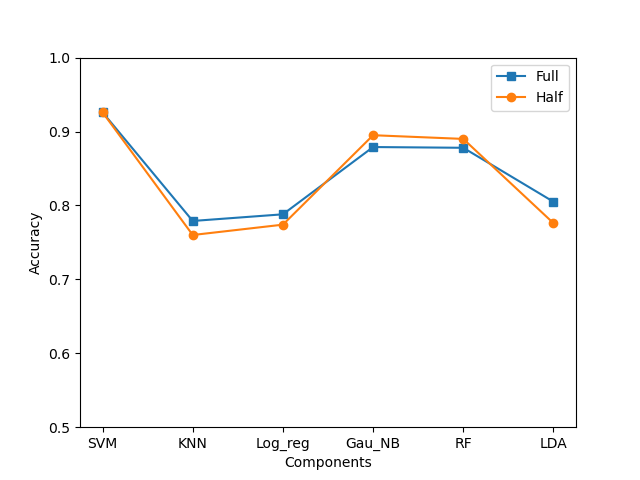 1.0
0.9
0.8
0.7
0.6
0.5
Accuracy
Full
Half
SVM KNN Log_reg Gau_NB RF LDA
Components